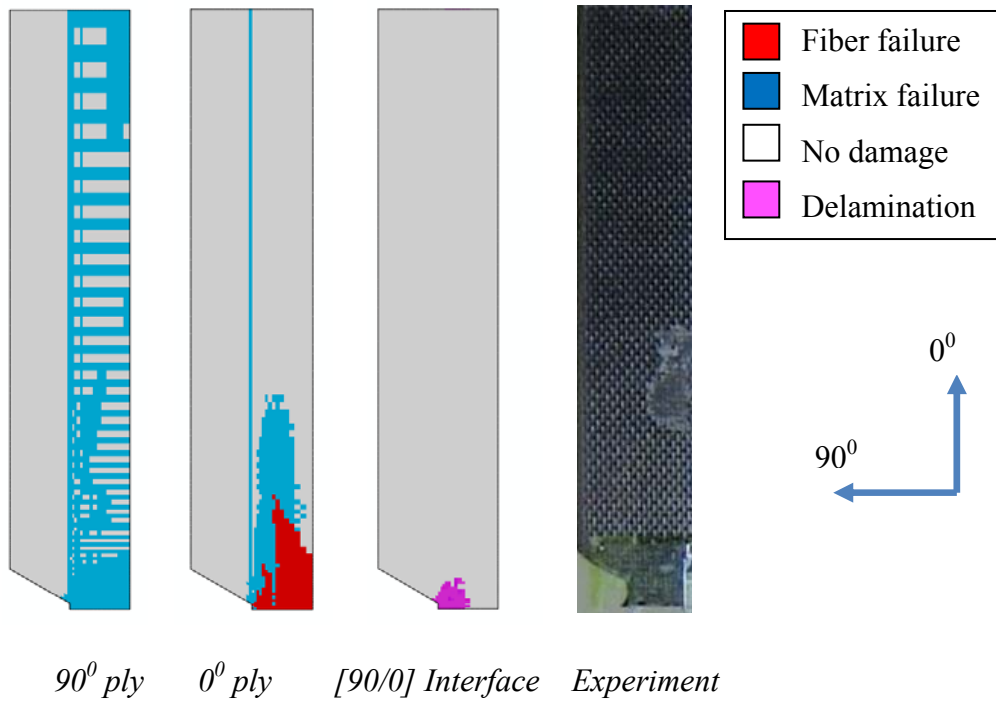 Fiber failure
Matrix failure
No damage
Delamination
0⁰
90⁰
90⁰ ply 0⁰ ply [90/0] Interface Experiment